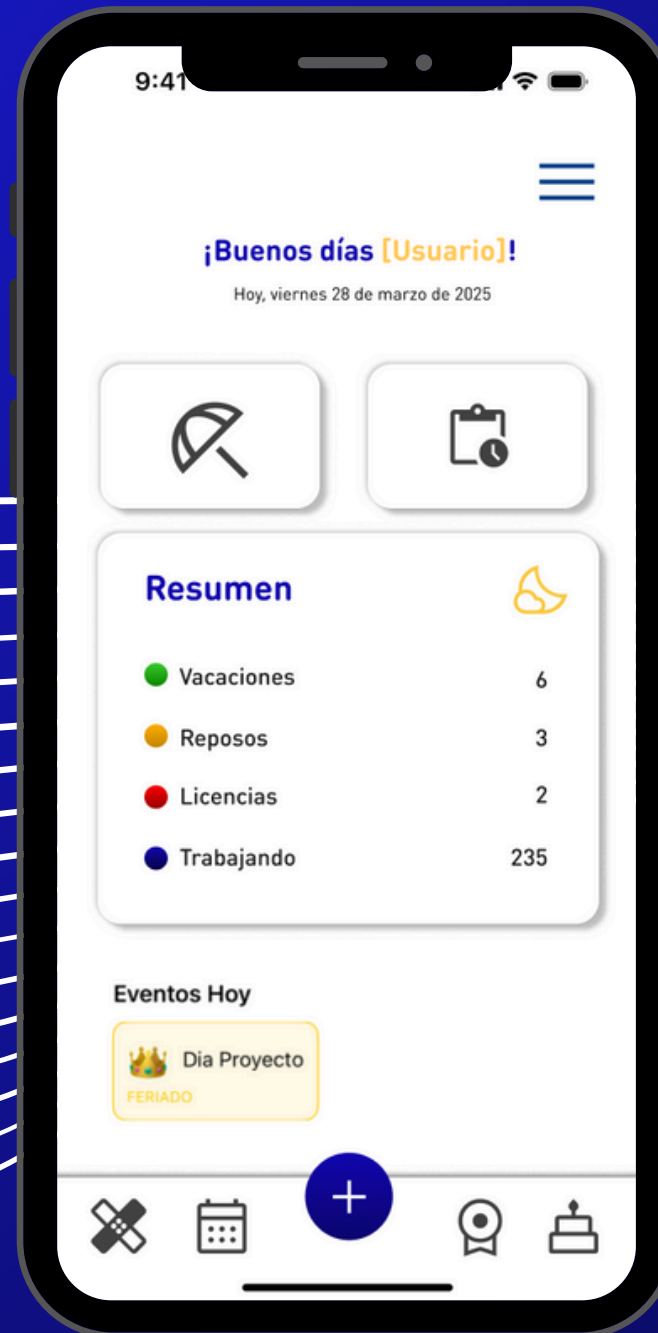 9:41
¡Buenos días [Usuario]!
Hoy, viernes 28 de marzo de 2025
Resumen
Vacaciones 6
Reposos 3
Licencias 2
Trabajando 235
Eventos Hoy
Dia Proyecto
FERIADO